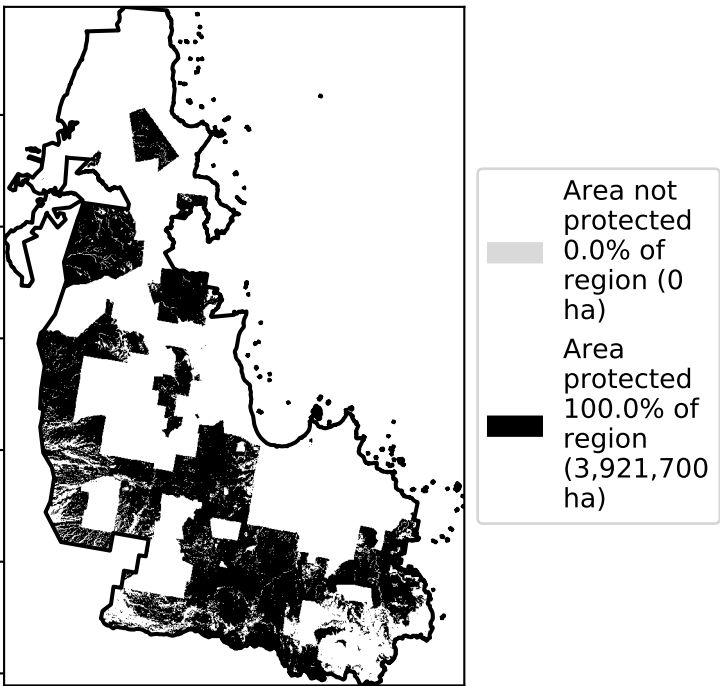 Area not
protected
0.0% of
region (0
ha)
Area
protected
100.0% of
region
(3,921,700
ha)